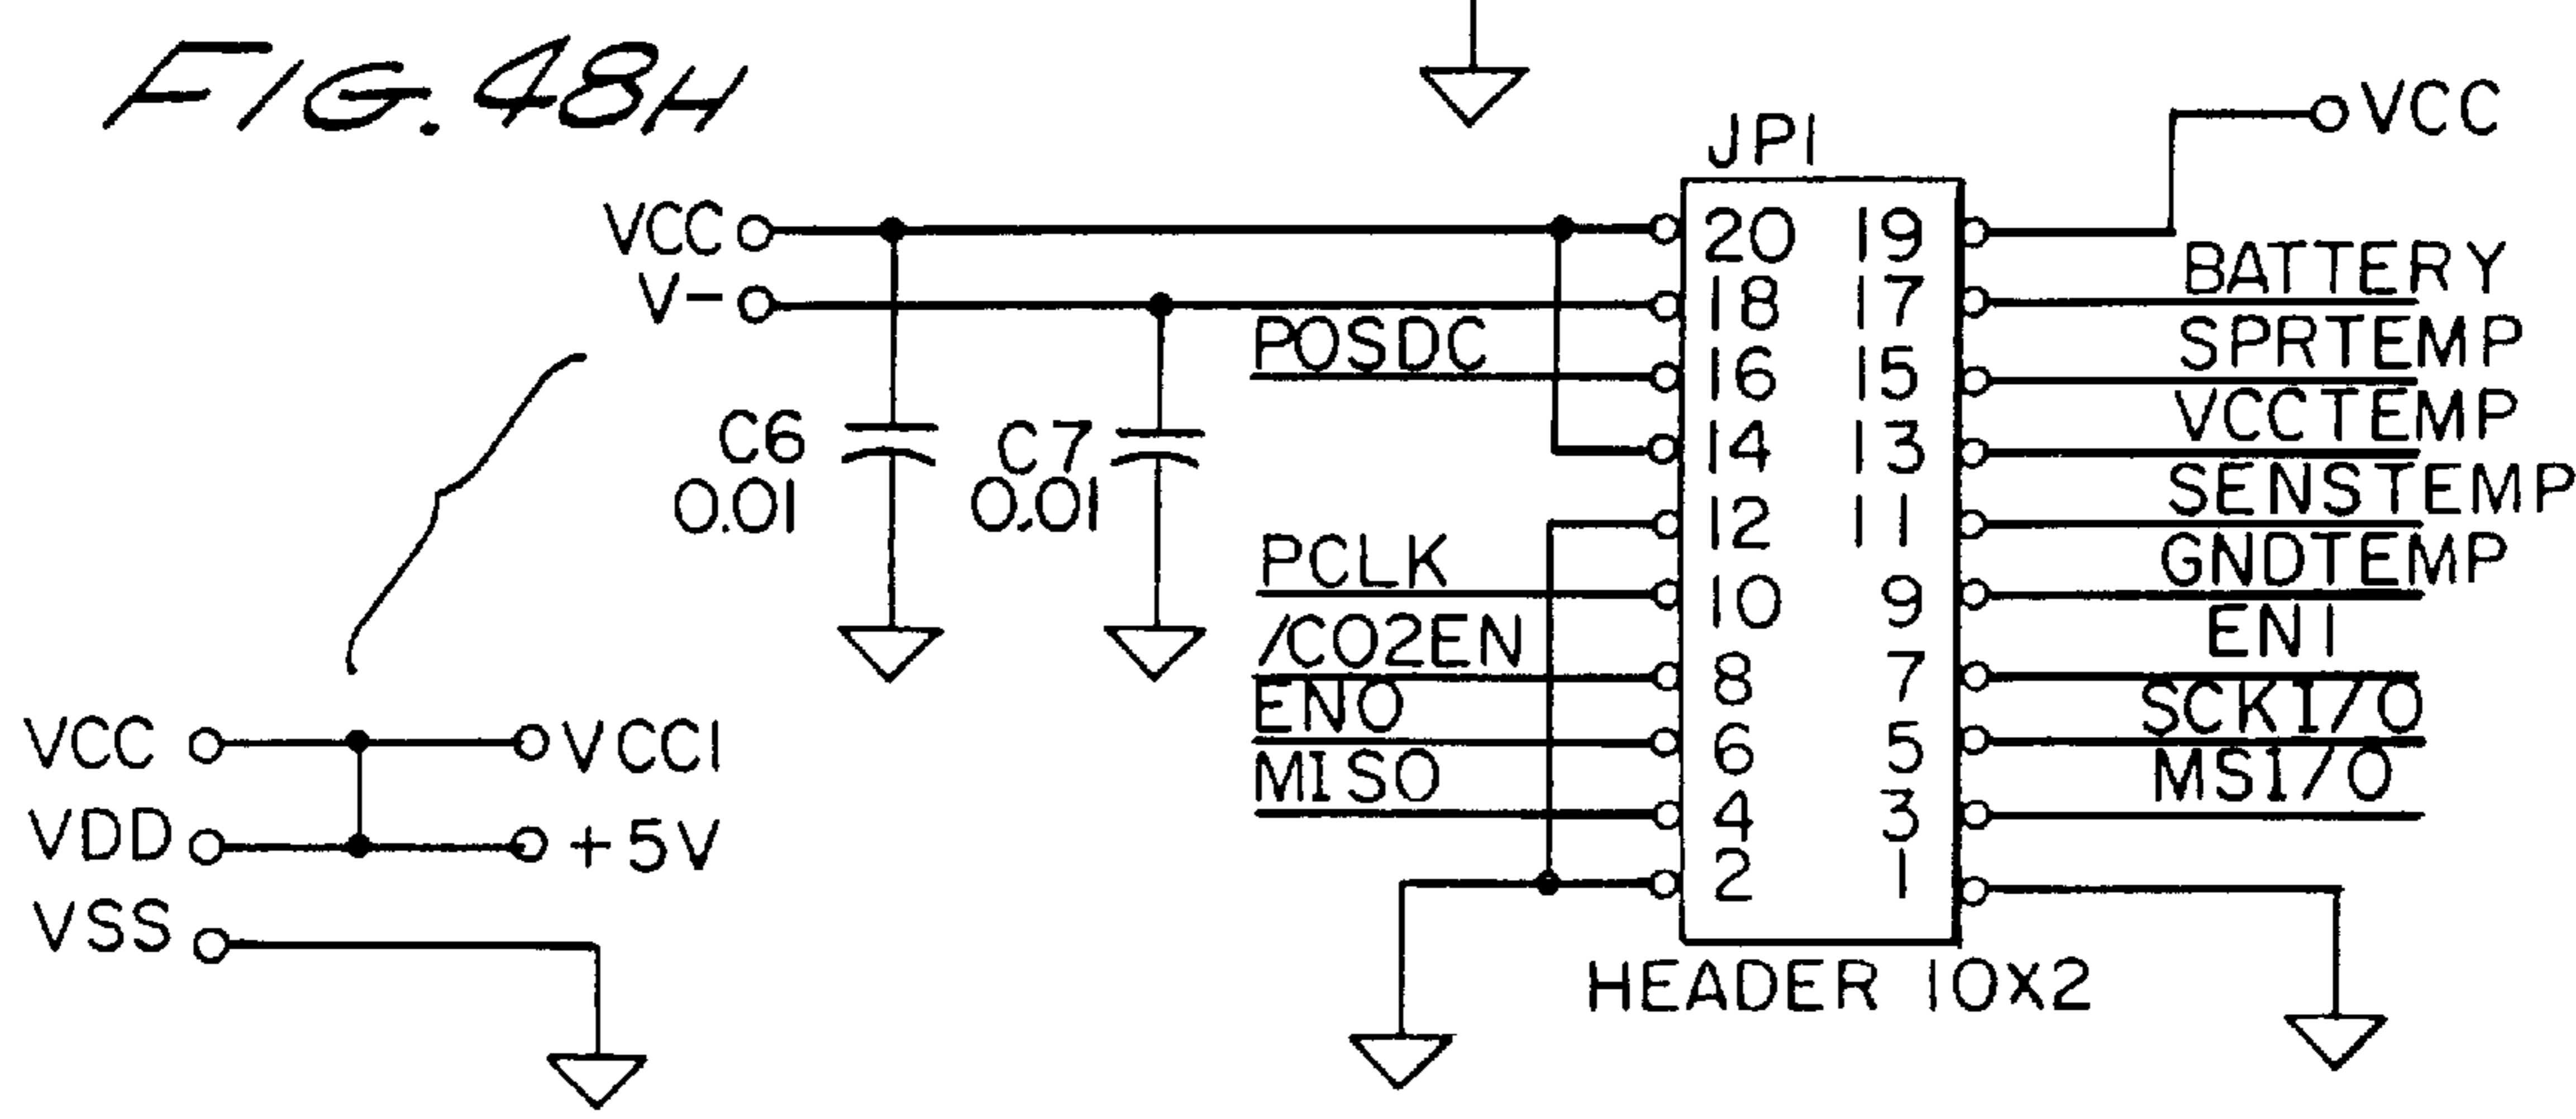 FIG. 48H
VCC
JP1
VCC
20 19
V-
BATTERY
18 17
POSDC
SPRTEMP
16 15
C6
0.01
C7
0.01
VCCTEMP
14 13
SENSTEMP
12 11
PCLK
GNDTEMP
10 9
/CO2EN
EN1
8 7
EN0
SCKI/O
6 5
MISO
MSI/O
4 3
2 1
HEADER 10X2
VCC
VCC1
VDD
+5V
VSS